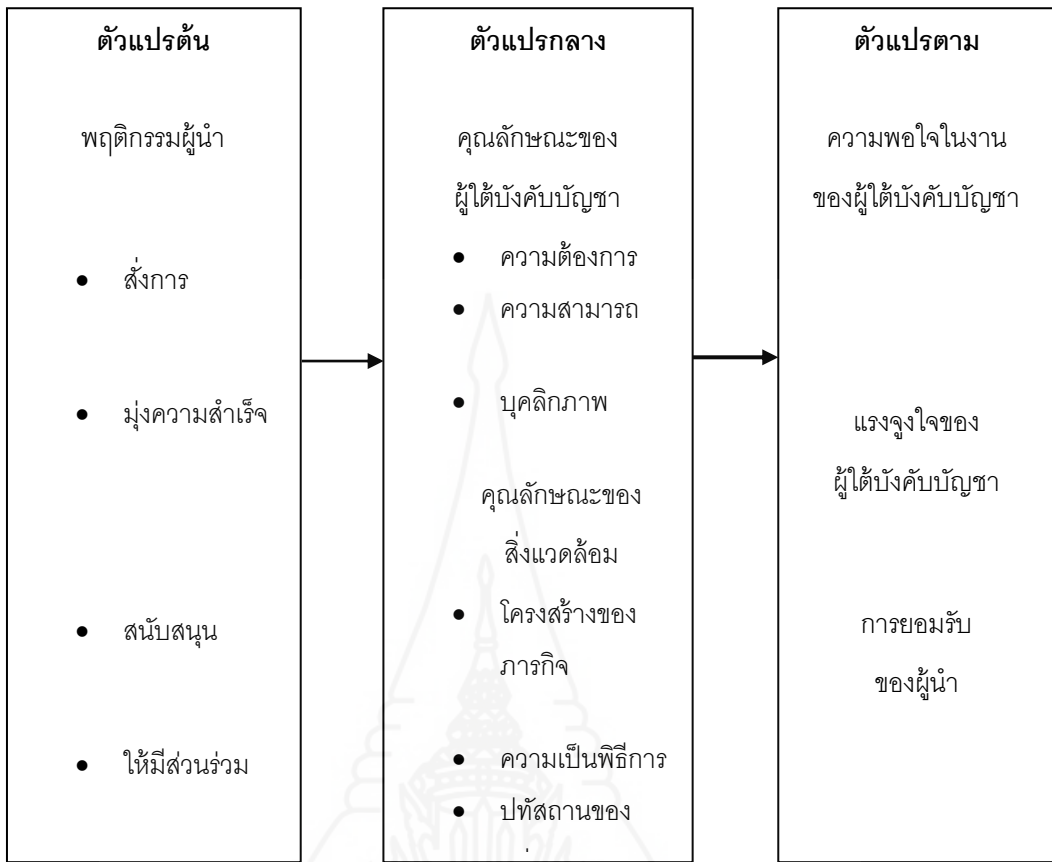 ตัวแปรต้น
พฤติกรรมผู้นำ
• สั่งการ
• มุ่งความสำเร็จ
• สนับสนุน
• ให้มีส่วนร่วม
ตัวแปรกลาง
คุณลักษณะของ
ผู้ใต้บังคับบัญชา
• ความต้องการ
• ความสามารถ
• บุคลิกภาพ
คุณลักษณะของ
สิ่งแวดล้อม
• โครงสร้างของ
ภารกิจ
• ความเป็นพิธีการ
• ปทัสถานของ
ตัวแปรตาม
ความพอใจในงาน
ของผู้ใต้บังคับบัญชา
แรงจูงใจของ
ผู้ใต้บังคับบัญชา
การยอมรับ
ของผู้นำ